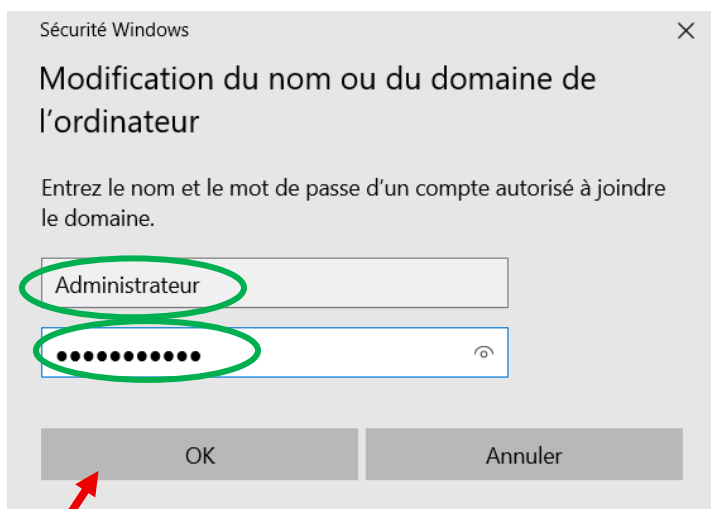 Sécurité Windows
Modification du nom ou du domaine de
l'ordinateur
Entrez le nom et le mot de passe d'un compte autorisé à joindre
le domaine.
Administrateur
●●●●●●●●●●●
OK Annuler